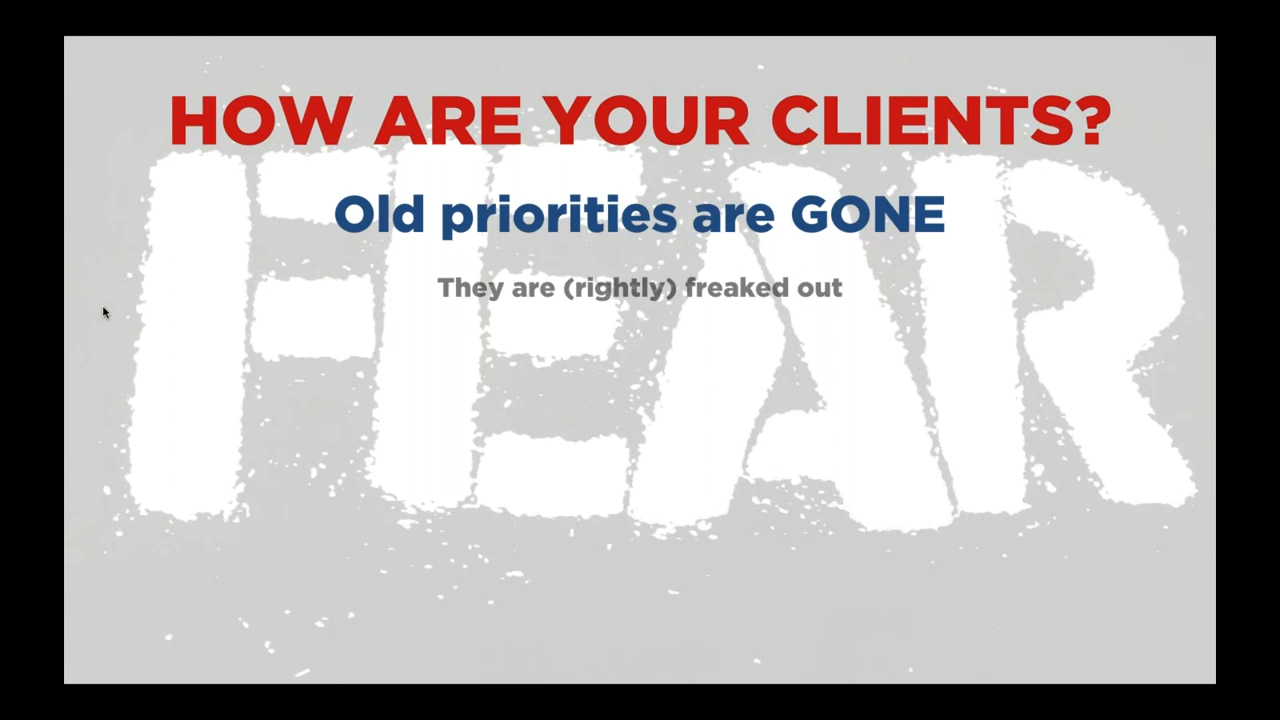 HOW ARE YOUR CLIENTS?
Old priorities are GONE
They are (rightly) freaked out
FEAR